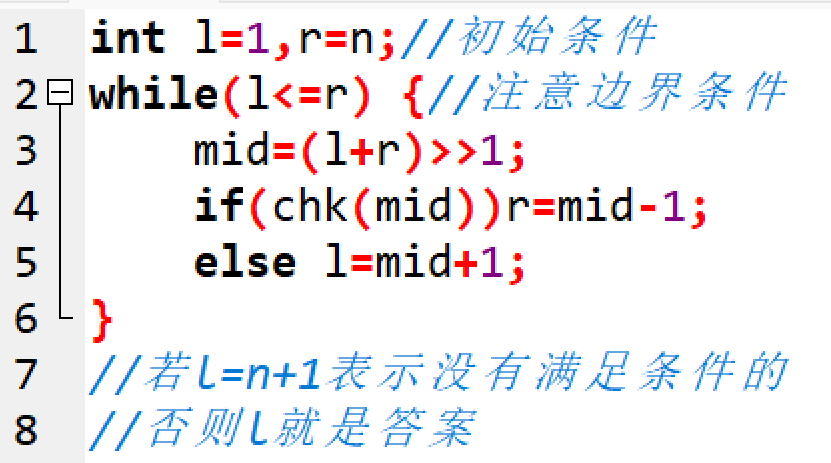 1 int l=1,r=n;//初始条件
2 while(l<=r) {//注意边界条件
3 mid=(l+r)>>1;
4 if(chk(mid))r=mid-1;
5 else l=mid+1;
6 }
7 //若l=n+1表示没有满足条件的
8 //否则l就是答案